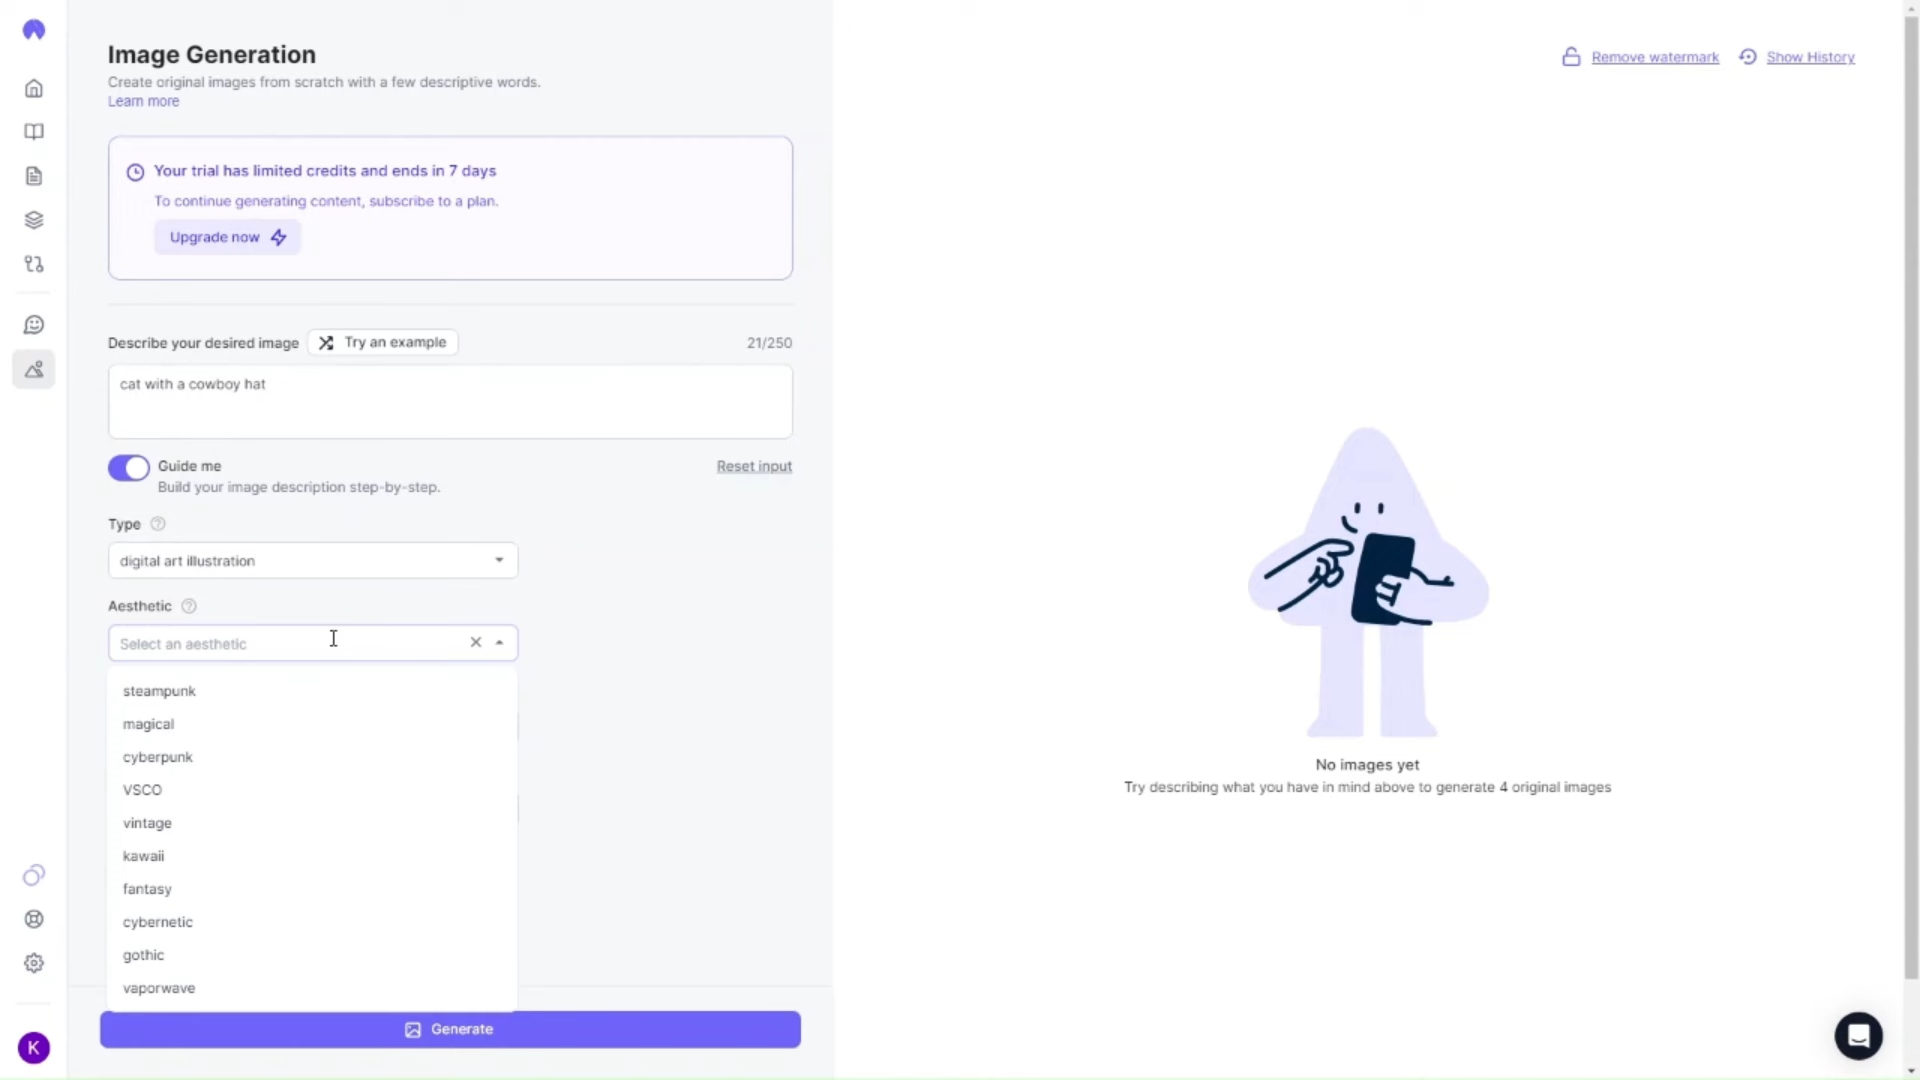 Image Generation
Create original images from scratch with a few descriptive words.
Learn more
Remove watermark
Show History
Your trial has limited credits and ends in 7 days
To continue generating content, subscribe to a plan.
Upgrade now
Describe your desired image
Try an example
21/250
cat with a cowboy hat
Guide me
Reset input
Build your image description step-by-step.
Type
digital art illustration
Aesthetic
Select an aesthetic
steampunk
magical
cyberpunk
VSCO
vintage
kawaii
fantasy
cybernetic
gothic
vaporwave
Generate
No images yet
Try describing what you have in mind above to generate 4 original images
K